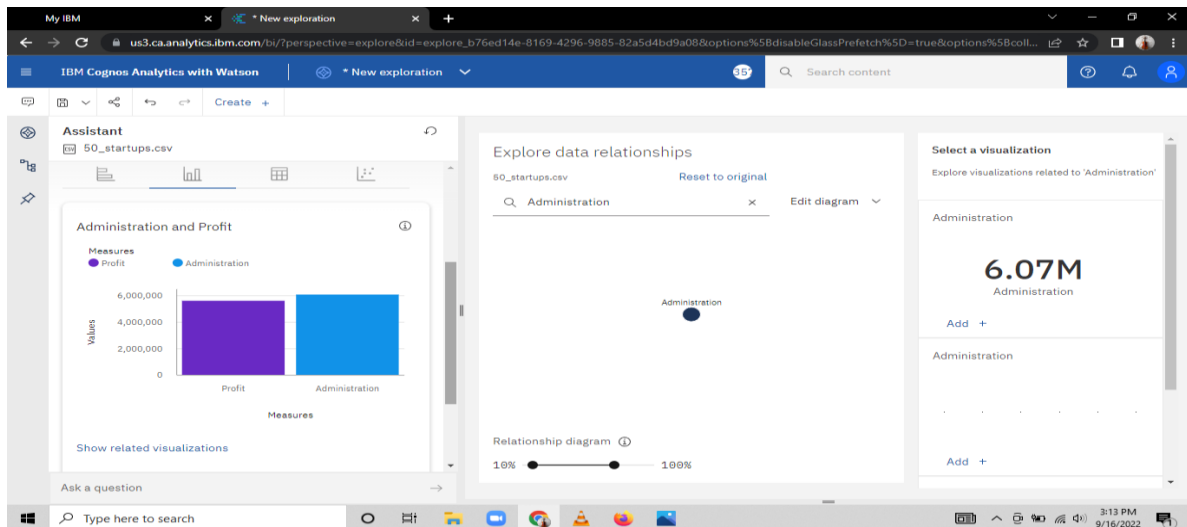 My IBM
* New exploration
us3.ca.analytics.ibm.com/bi/?perspective=explore&id=explore_b76ed14e-8169-4296-9885-82a5d4bd9a08&options%5BdisableGlassPrefetch%5D=true&options%5Bcoll...
IBM Cognos Analytics with Watson
* New exploration
Search content
Create +
Assistant
50_startups.csv
Administration and Profit
Measures
Profit Administration
6,000,000
4,000,000
2,000,000
0
Values
Profit Administration
Measures
Show related visualizations
Ask a question
Explore data relationships
50_startups.csv Reset to original
Administration Edit diagram
Administration
Relationship diagram
10% 100%
Select a visualization
Explore visualizations related to 'Administration'
Administration
6.07M
Administration
Add +
Administration
Add +
Type here to search
3:13 PM
9/16/2022